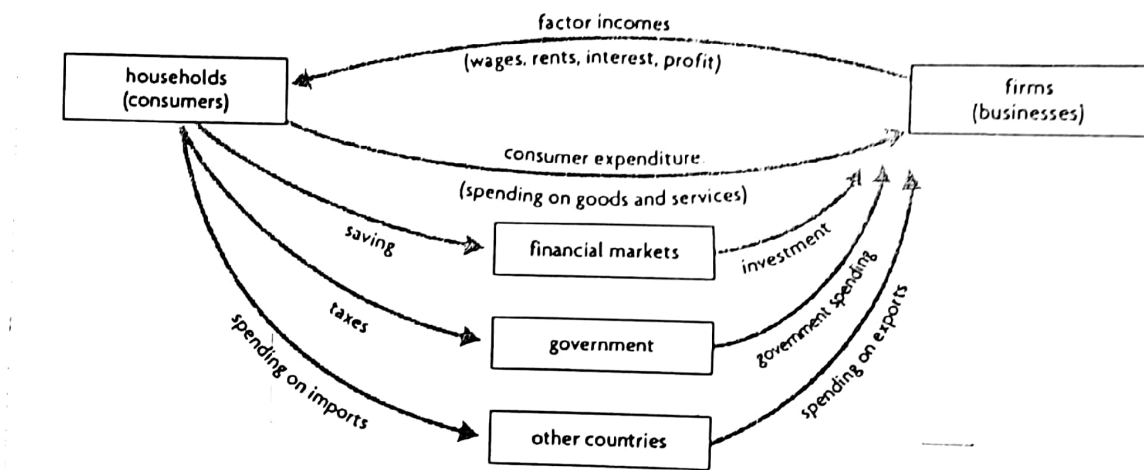 factor incomes
(wages, rents, interest, profit)
households
(consumers)
firms
(businesses)
consumer expenditure
(spending on goods and services)
saving
financial markets
investment
taxes
government
government spending
spending on imports
other countries
spending on exports